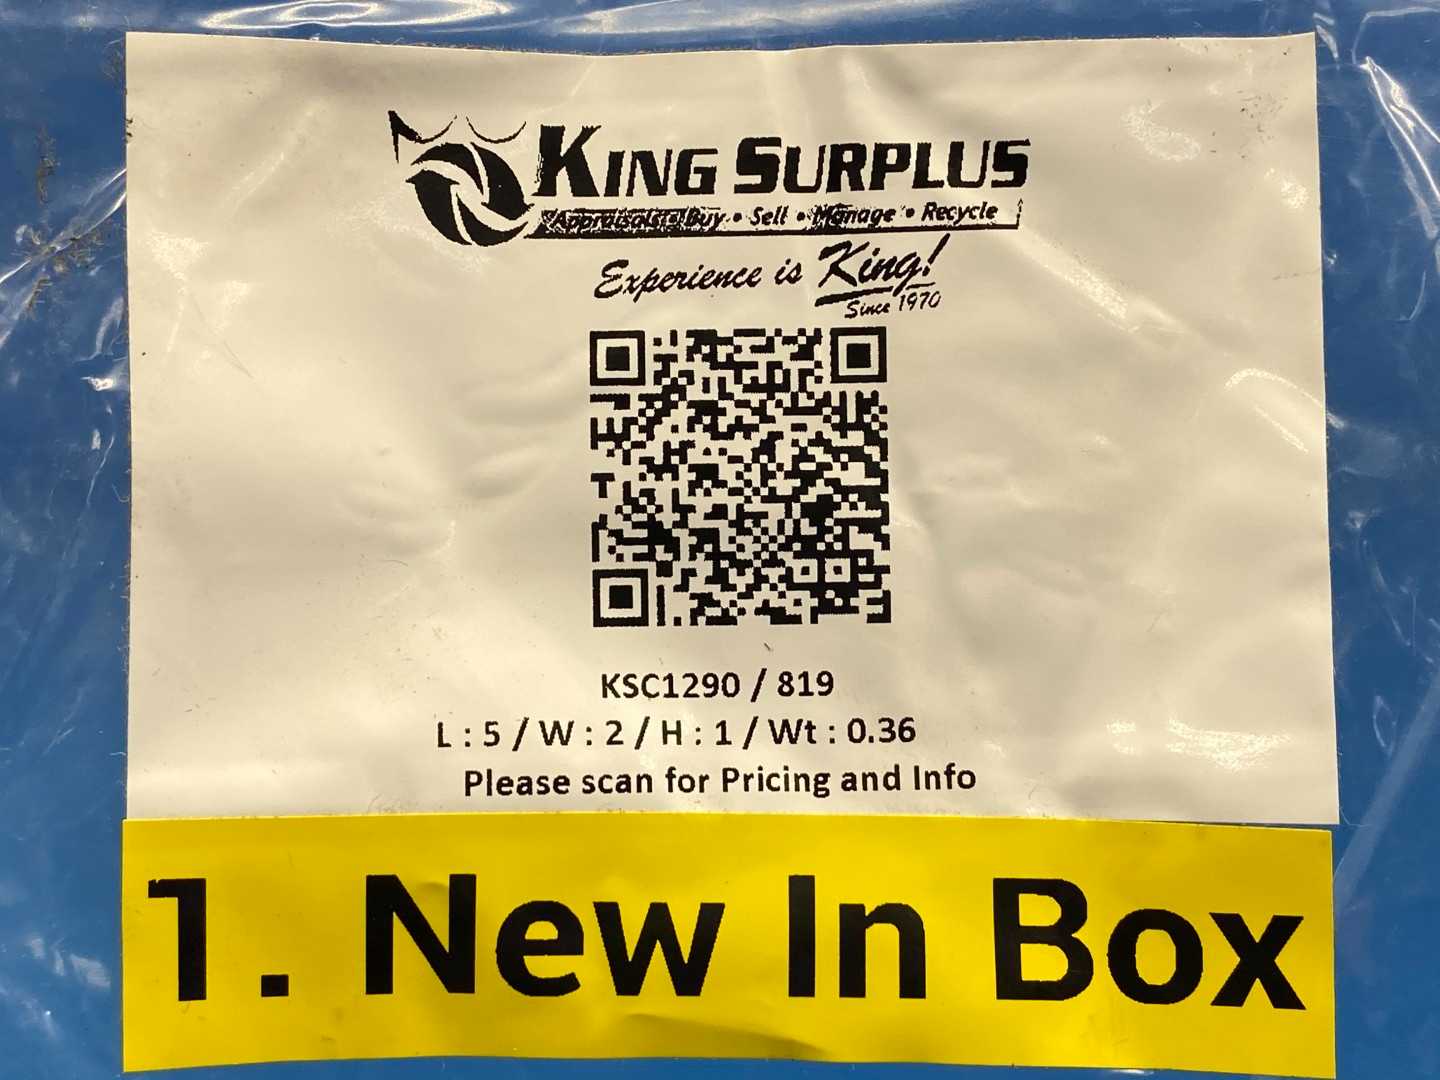 KING SURPLUS
Appraisals • Buy • Sell • Manage • Recycle
Experience is King!
Since 1970
KSC1290 / 819
L : 5 / W : 2 / H : 1 / Wt : 0.36
Please scan for Pricing and Info
1. New In Box